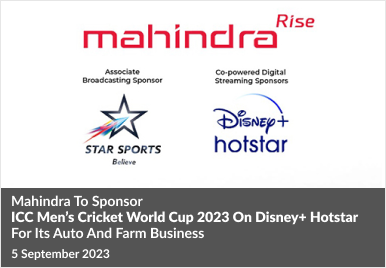 mahindra Rise
Associate
Broadcasting Sponsor
Co-powered Digital
Streaming Sponsors
STAR SPORTS
Believe
Disney+
hotstar
Mahindra To Sponsor
ICC Men's Cricket World Cup 2023 On Disney+ Hotstar
For Its Auto And Farm Business
5 September 2023